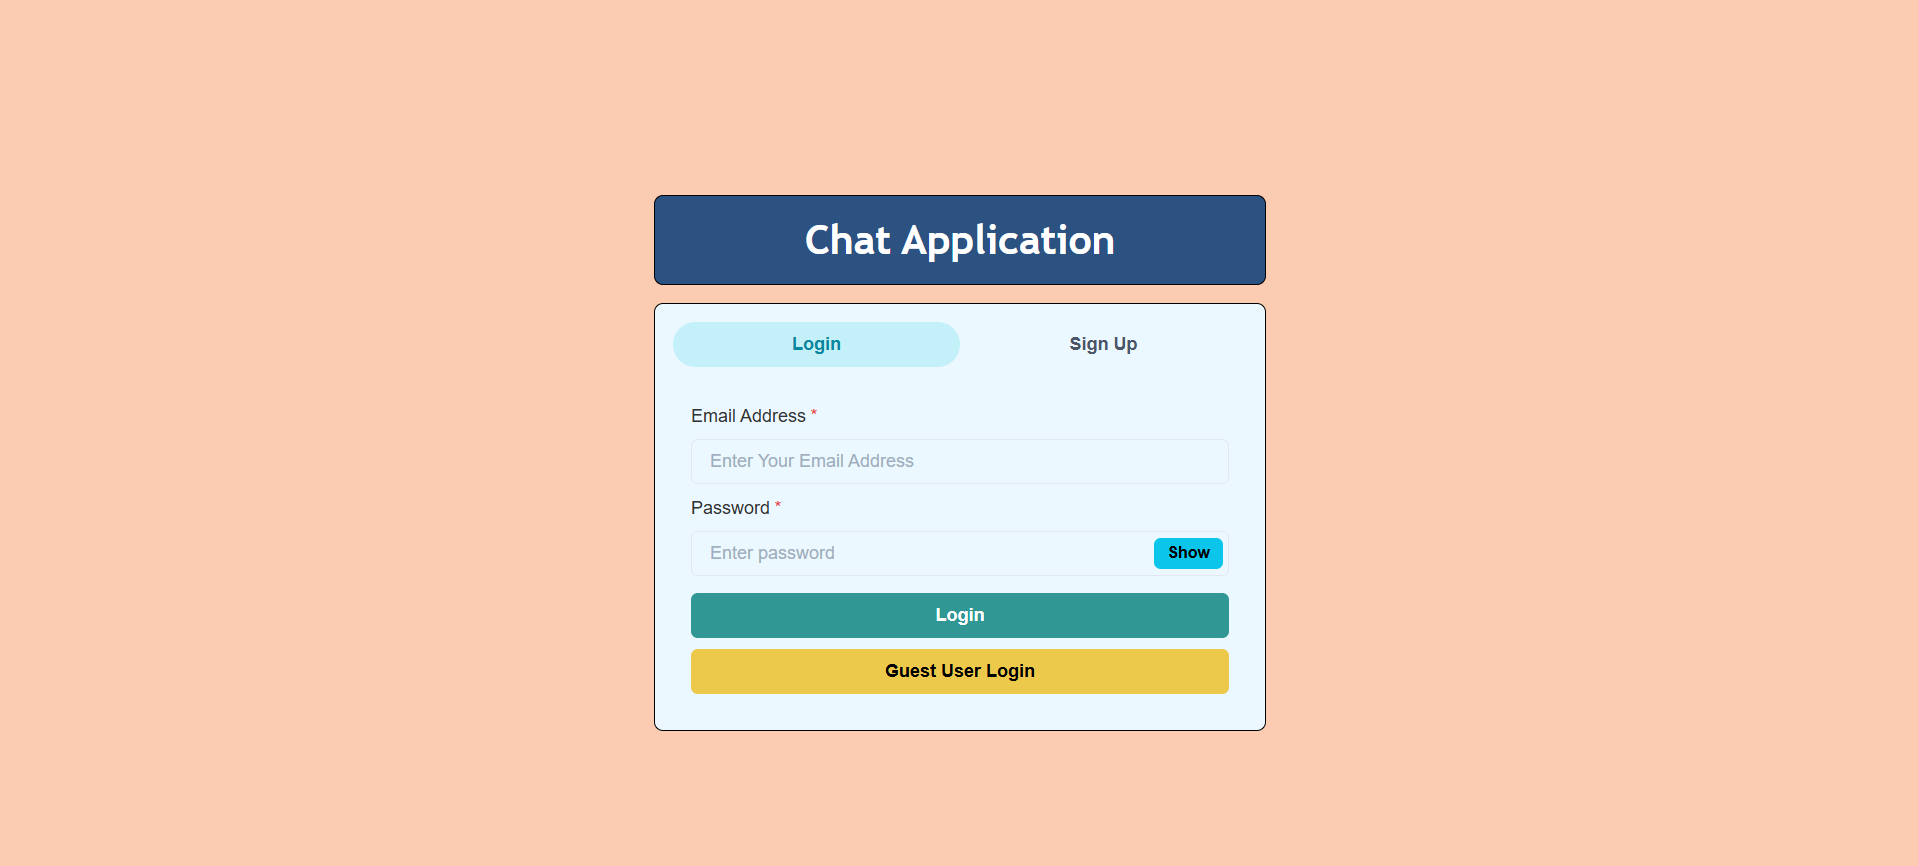 Chat Application
Login
Sign Up
Email Address *
Enter Your Email Address
Password *
Enter password
Show
Login
Guest User Login